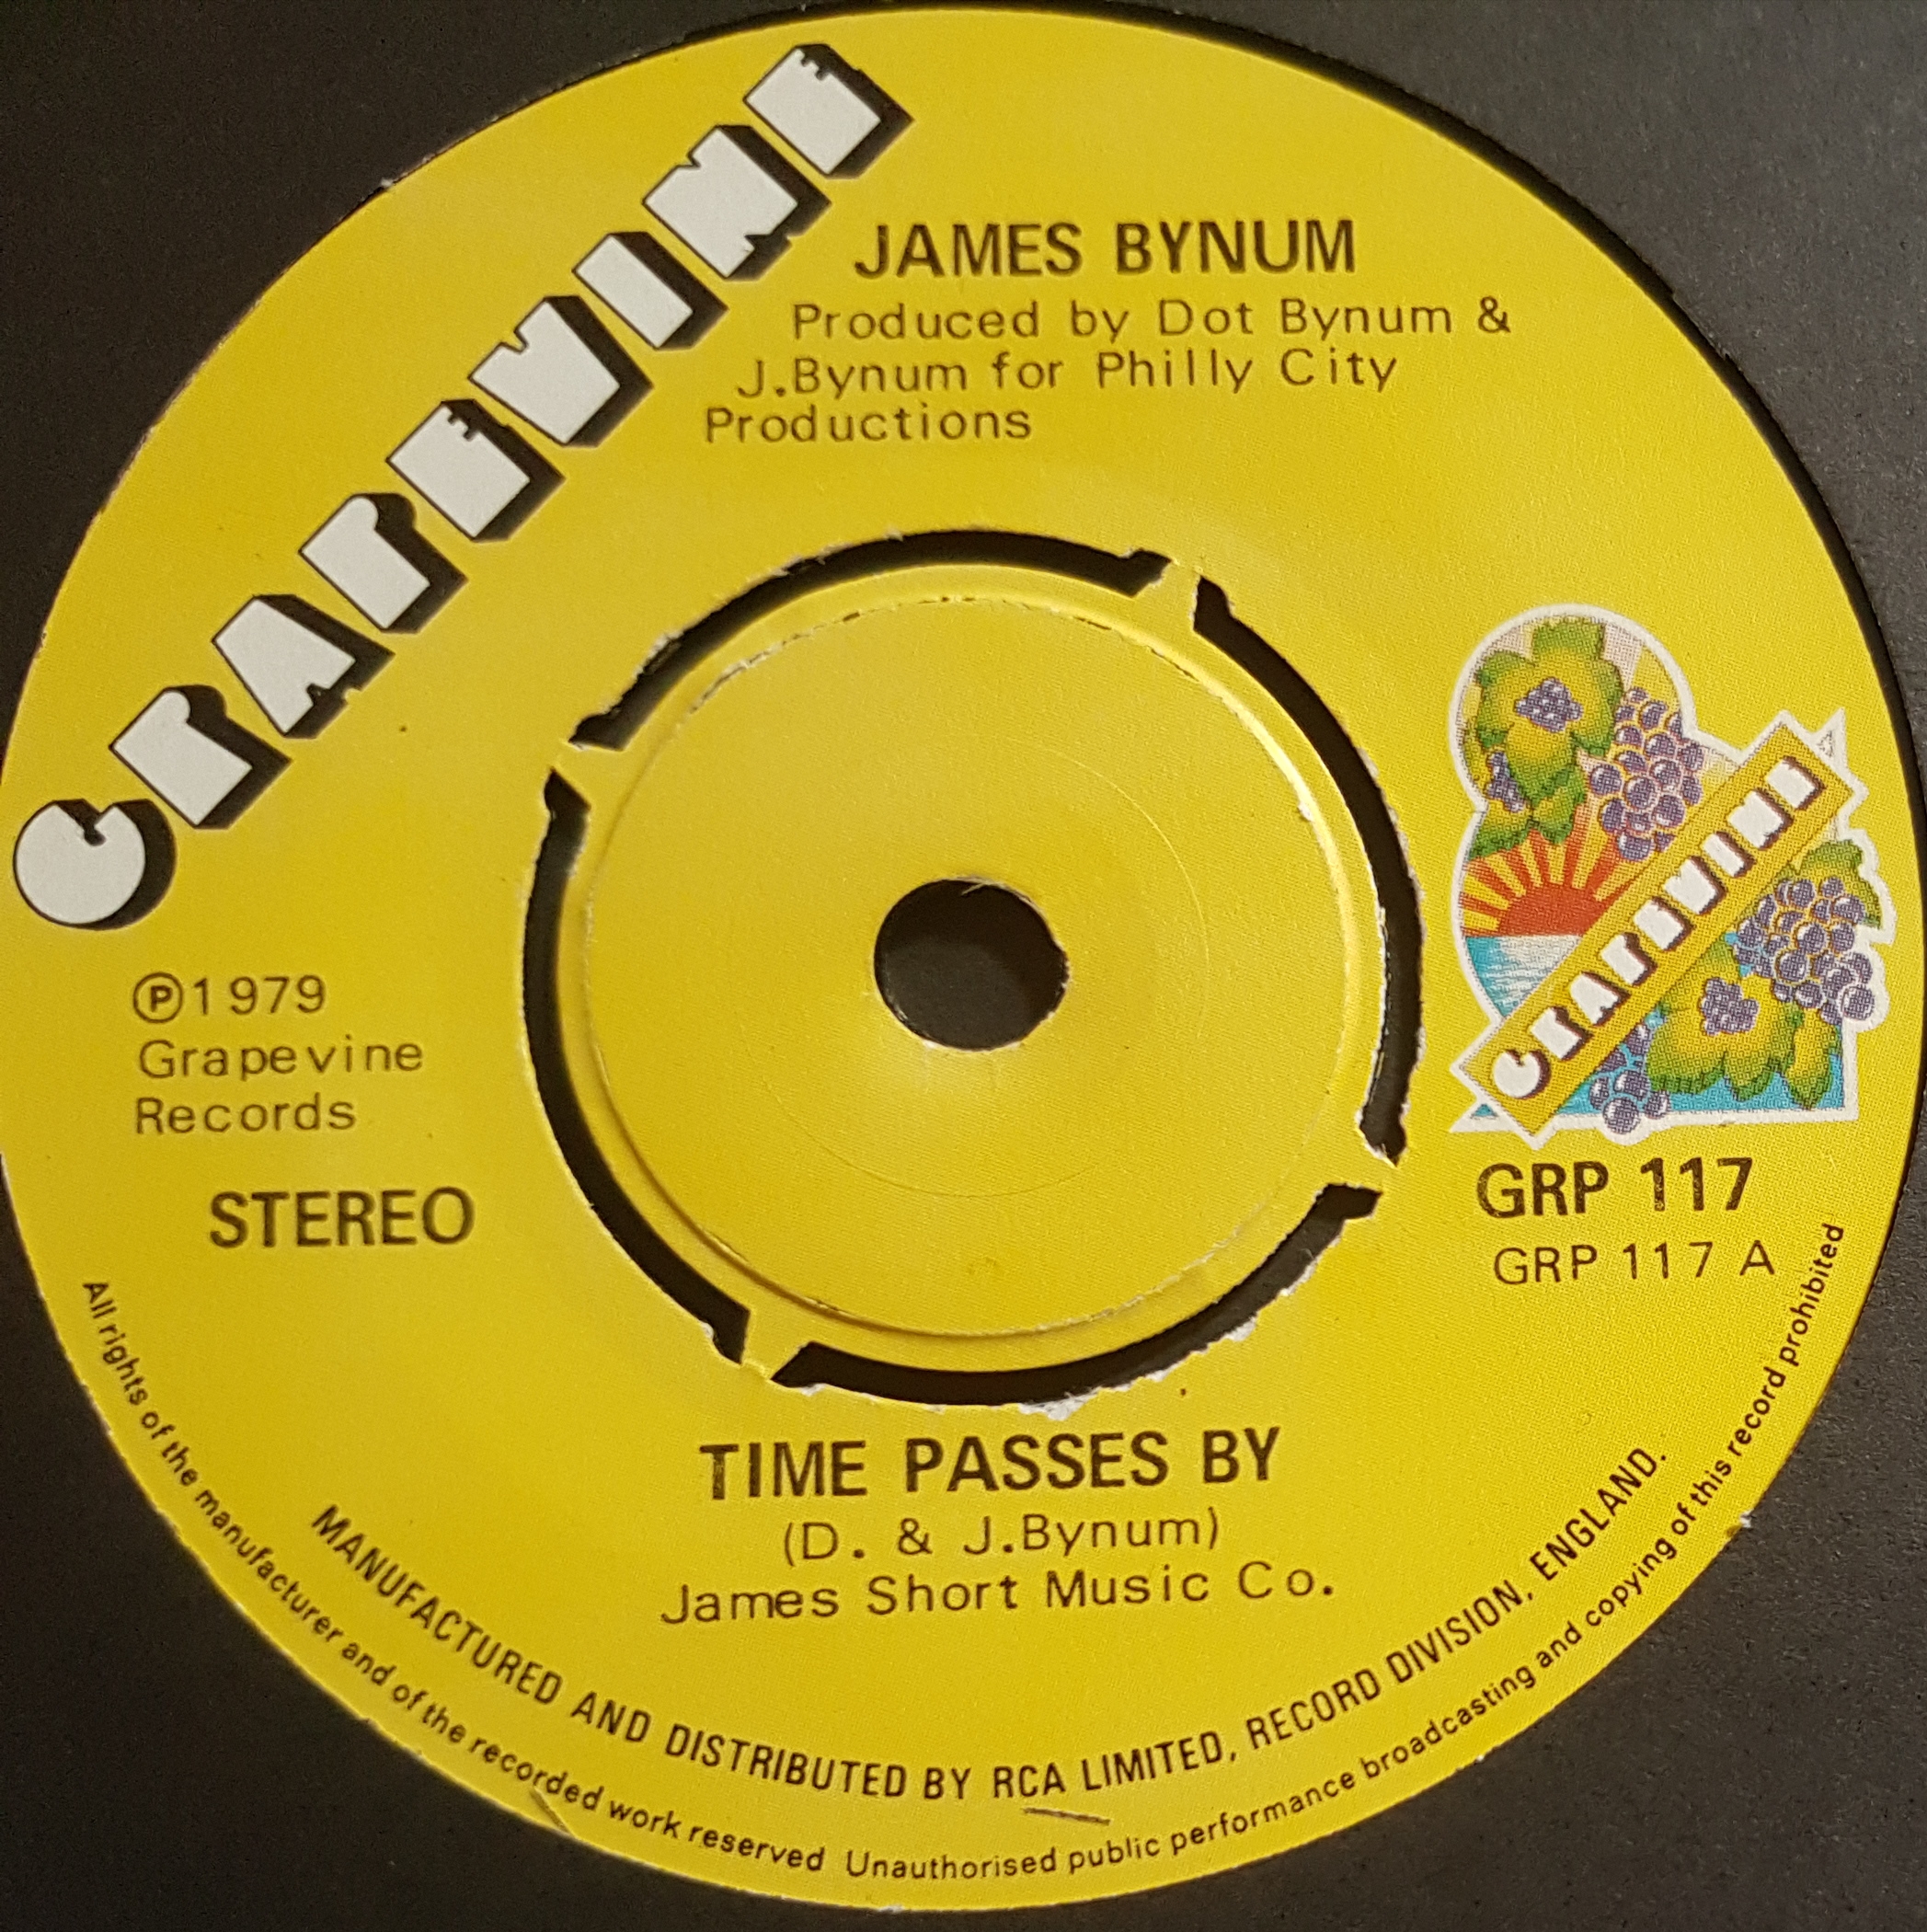 GRAPEVINE
JAMES BYNUM
Produced by Dot Bynum &
J.Bynum for Philly City
Productions
GRAPEVINE
Ⓟ1979
Grapevine
Records
STEREO
GRP 117
GRP 117 A
TIME PASSES BY
(D. & J.Bynum)
James Short Music Co.
MANUFACTURED AND DISTRIBUTED BY RCA LIMITED, RECORD DIVISION, ENGLAND.
All rights of the manufacturer and of the recorded work reserved Unauthorised public performance broadcasting and copying of this record prohibited